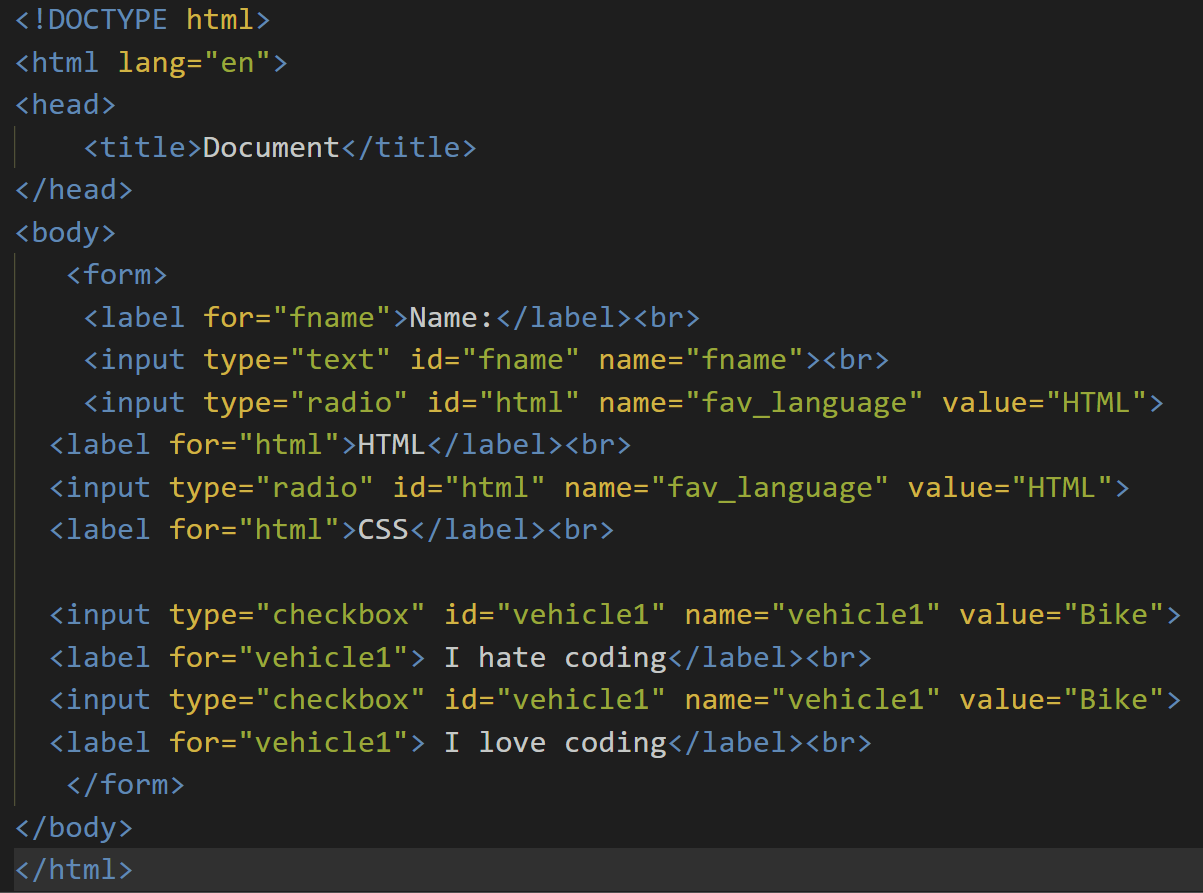 <!DOCTYPE html>
<html lang="en">
<head>
    <title>Document</title>
</head>
<body>
   <form>
    <label for="fname">Name:</label><br>
    <input type="text" id="fname" name="fname"><br>
    <input type="radio" id="html" name="fav_language" value="HTML">
  <label for="html">HTML</label><br>
  <input type="radio" id="html" name="fav_language" value="HTML">
  <label for="html">CSS</label><br>

  <input type="checkbox" id="vehicle1" name="vehicle1" value="Bike">
  <label for="vehicle1"> I hate coding</label><br>
  <input type="checkbox" id="vehicle1" name="vehicle1" value="Bike">
  <label for="vehicle1"> I love coding</label><br>
   </form>
</body>
</html>